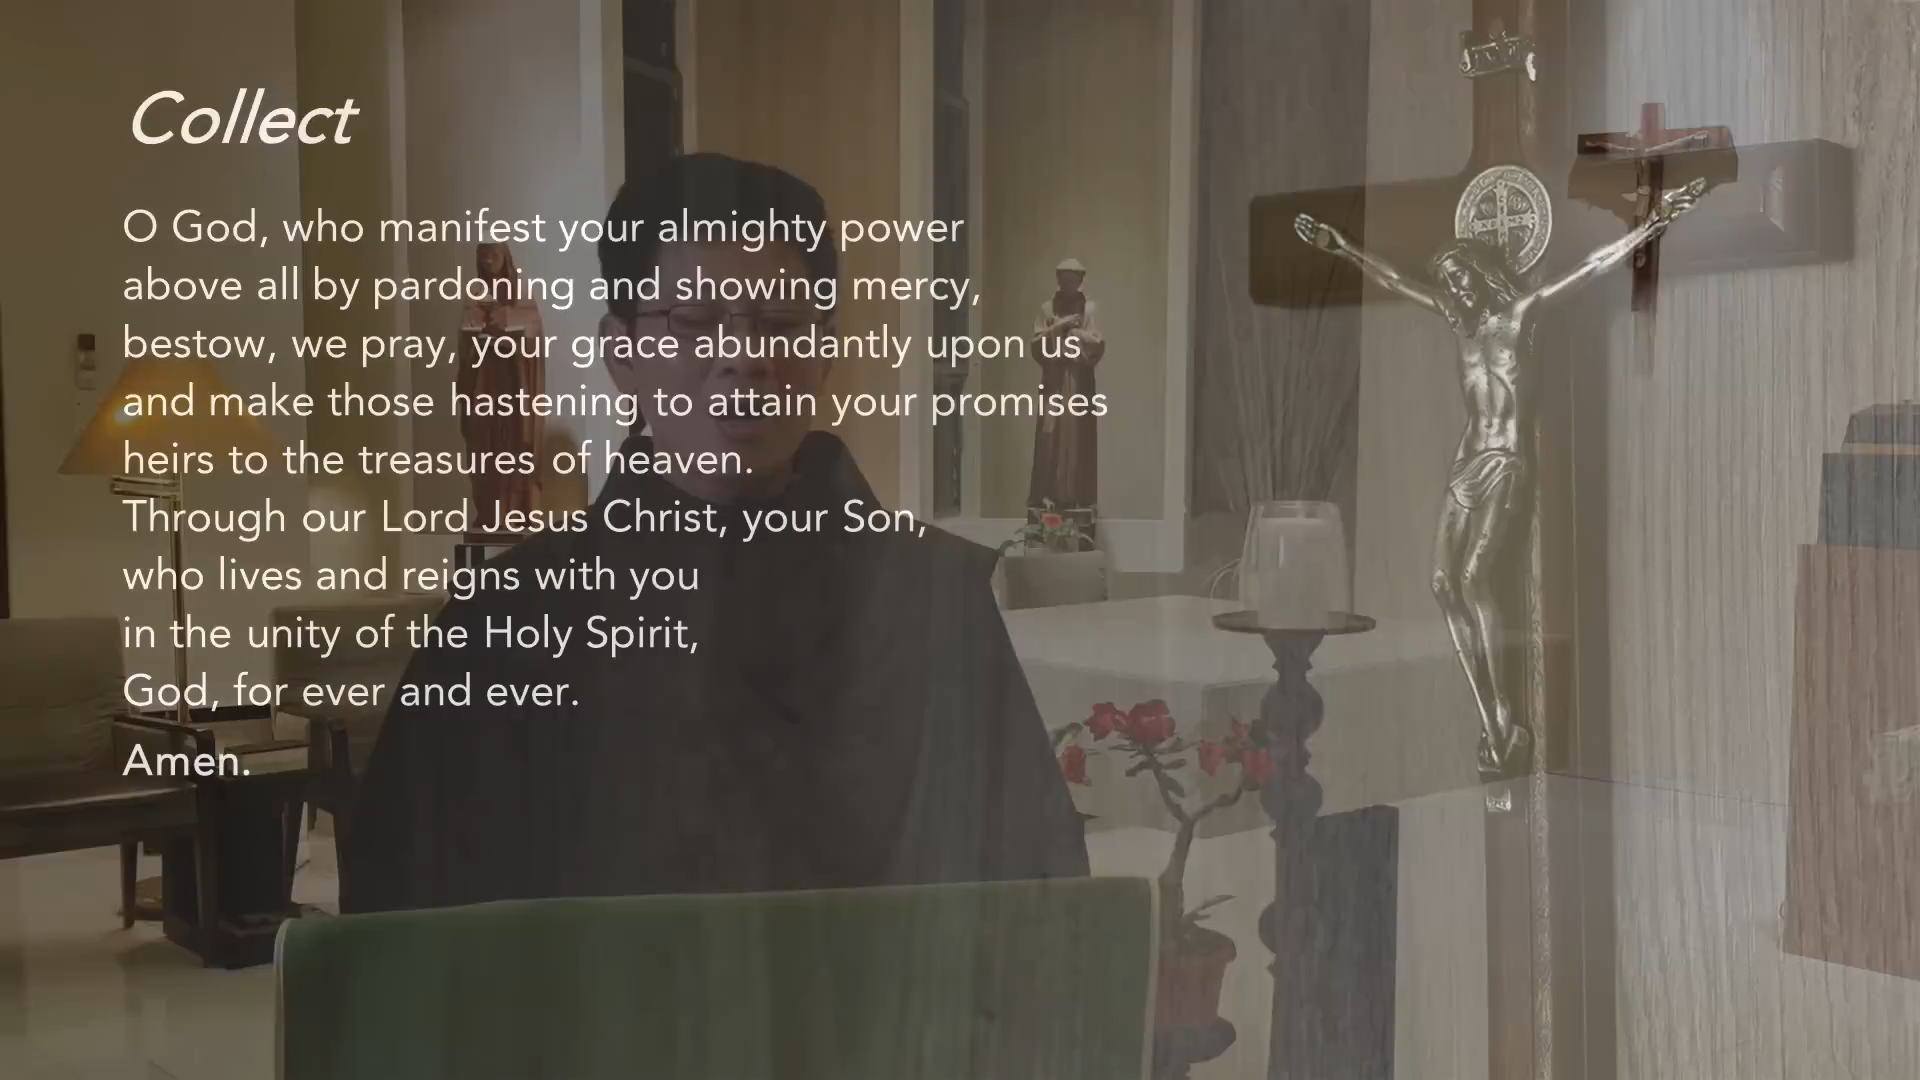 Collect
O God, who manifest your almighty power
above all by pardoning and showing mercy,
bestow, we pray, your grace abundantly upon us
and make those hastening to attain your promises
heirs to the treasures of heaven.
Through our Lord Jesus Christ, your Son,
who lives and reigns with you
in the unity of the Holy Spirit,
God, for ever and ever.
Amen.